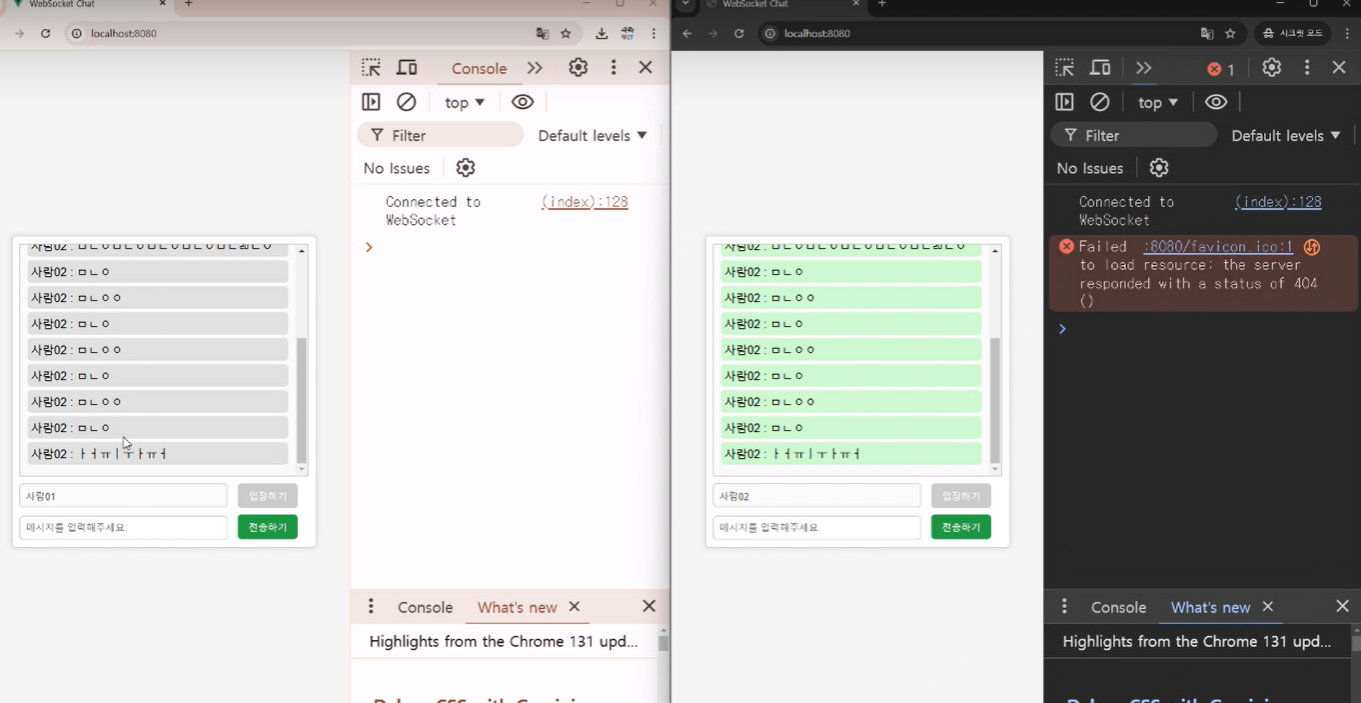 WebSocket Chat
localhost:8080
Console
top
Filter
Default levels
No Issues
Connected to
WebSocket
(index):128
사람02 : ㅁㄴㅇ
사람02 : ㅁㄴㅇㅇ
사람02 : ㅁㄴㅇ
사람02 : ㅁㄴㅇㅇ
사람02 : ㅁㄴㅇ
사람02 : ㅁㄴㅇㅇ
사람02 : ㅁㄴㅇ
사람02 : ㅏㅓㅠㅣㅜㅏㅠㅓ
사람01
입장하기
메시지를 입력해주세요.
전송하기
Console
What's new
Highlights from the Chrome 131 upd...
WebSocket Chat
localhost:8080
시크릿 모드
1
top
Filter
Default levels
No Issues
Connected to
WebSocket
(index):128
Failed :8080/favicon.ico:1
to load resource: the server
responded with a status of 404
()
사람02 : ㅁㄴㅇ
사람02 : ㅁㄴㅇㅇ
사람02 : ㅁㄴㅇ
사람02 : ㅁㄴㅇㅇ
사람02 : ㅁㄴㅇ
사람02 : ㅁㄴㅇㅇ
사람02 : ㅁㄴㅇ
사람02 : ㅏㅓㅠㅣㅜㅏㅠㅓ
사람02
입장하기
메시지를 입력해주세요.
전송하기
Console
What's new
Highlights from the Chrome 131 upd...